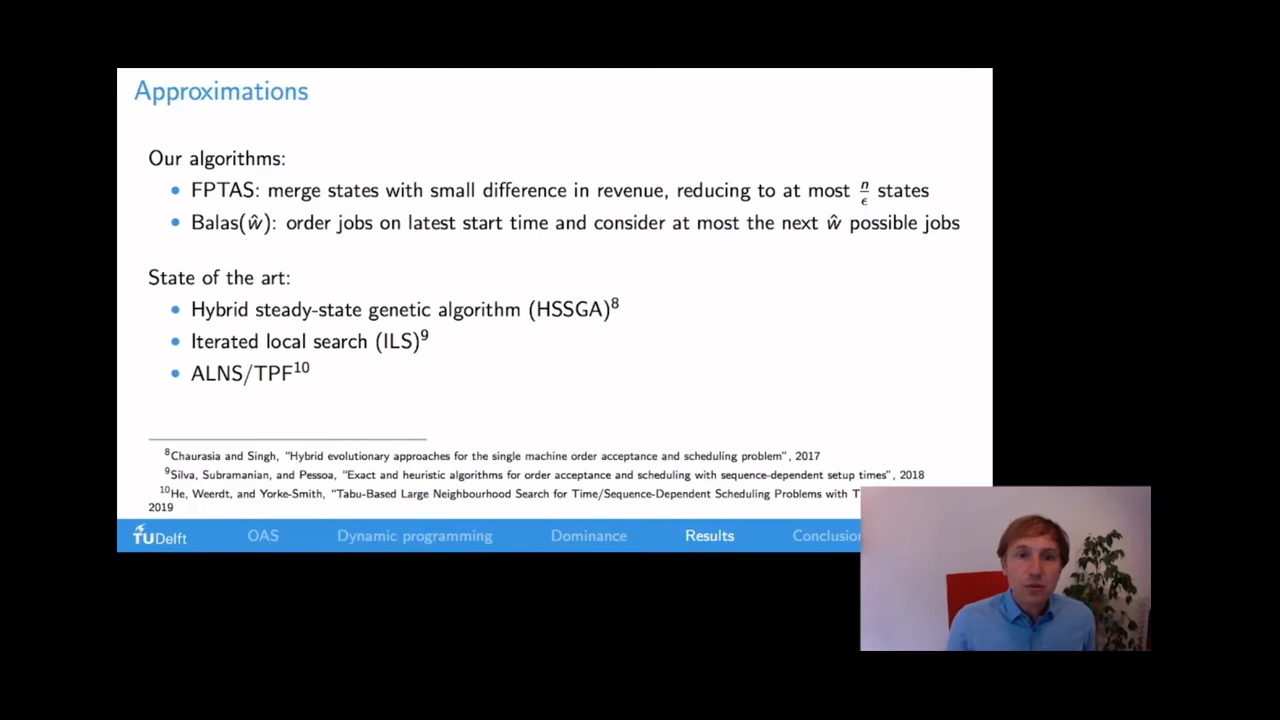 Approximations
Our algorithms:
• FPTAS: merge states with small difference in revenue, reducing to at most n/ϵ states
• Balas(ŵ): order jobs on latest start time and consider at most the next ŵ possible jobs
State of the art:
• Hybrid steady-state genetic algorithm (HSSGA)⁸
• Iterated local search (ILS)⁹
• ALNS/TPF¹⁰
⁸Chaurasia and Singh, “Hybrid evolutionary approaches for the single machine order acceptance and scheduling problem”, 2017
⁹Silva, Subramanian, and Pessoa, “Exact and heuristic algorithms for order acceptance and scheduling with sequence-dependent setup times”, 2018
¹⁰He, Weerdt, and Yorke-Smith, “Tabu-Based Large Neighbourhood Search for Time/Sequence-Dependent Scheduling Problems with T
2019
TUDelft OAS Dynamic programming Dominance Results Conclusion